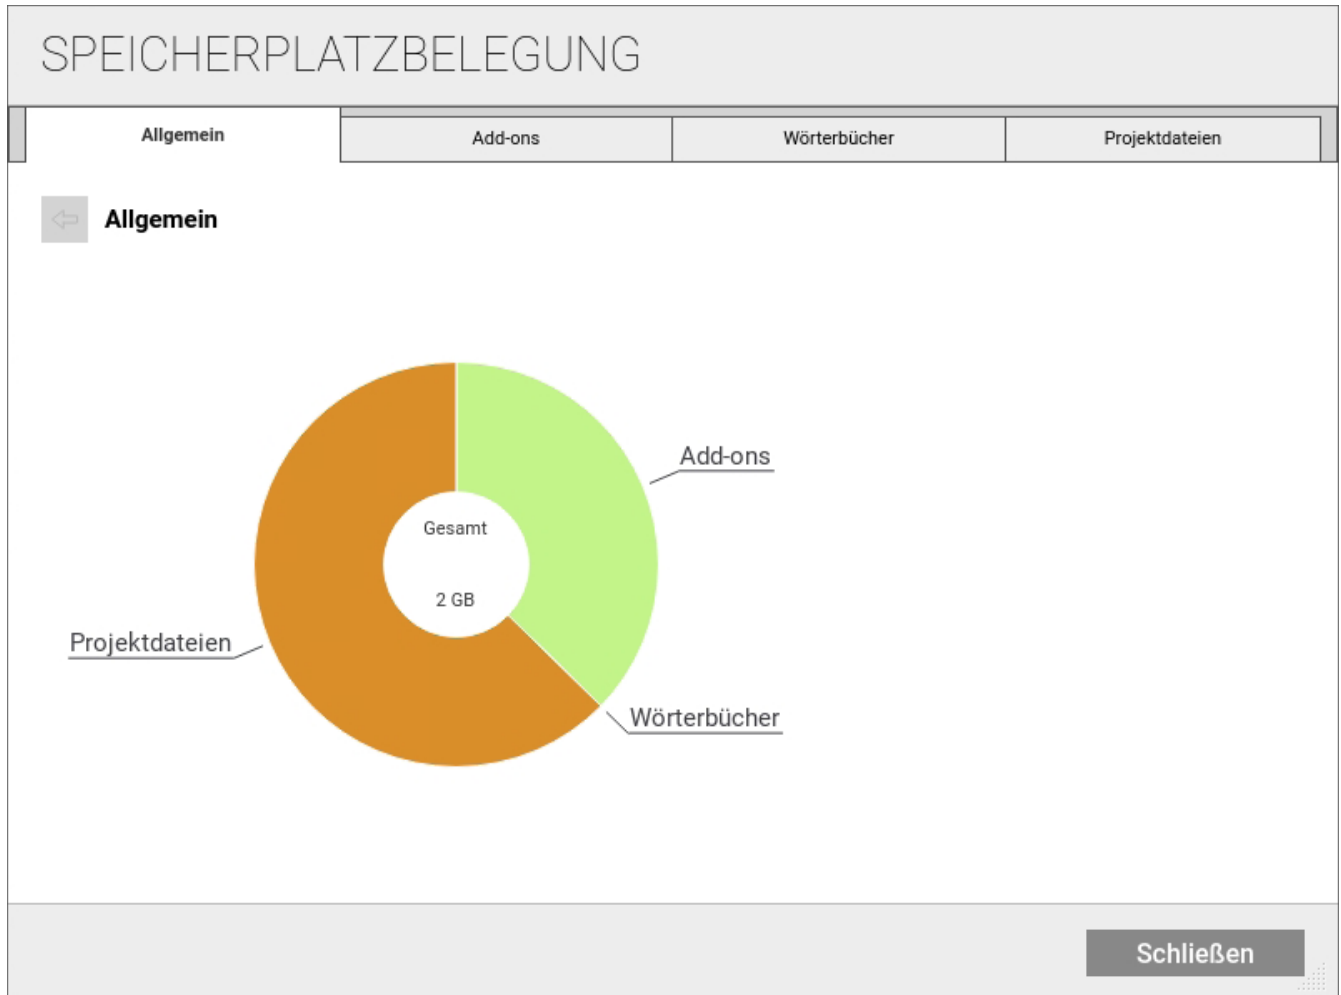 SPEICHERPLATZBELEGUNG
Allgemein
Add-ons
Wörterbücher
Projektdateien
Allgemein
Add-ons
Gesamt
2 GB
Projektdateien
Wörterbücher
Schließen